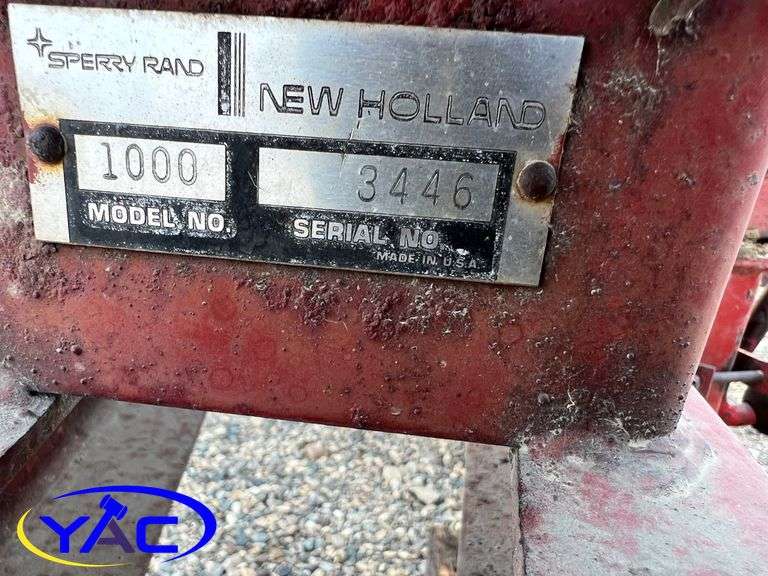 SPERRY RAND
NEW HOLLAND
1000
3446
MODEL NO.
SERIAL NO.
MADE IN U.S.A.
YAC